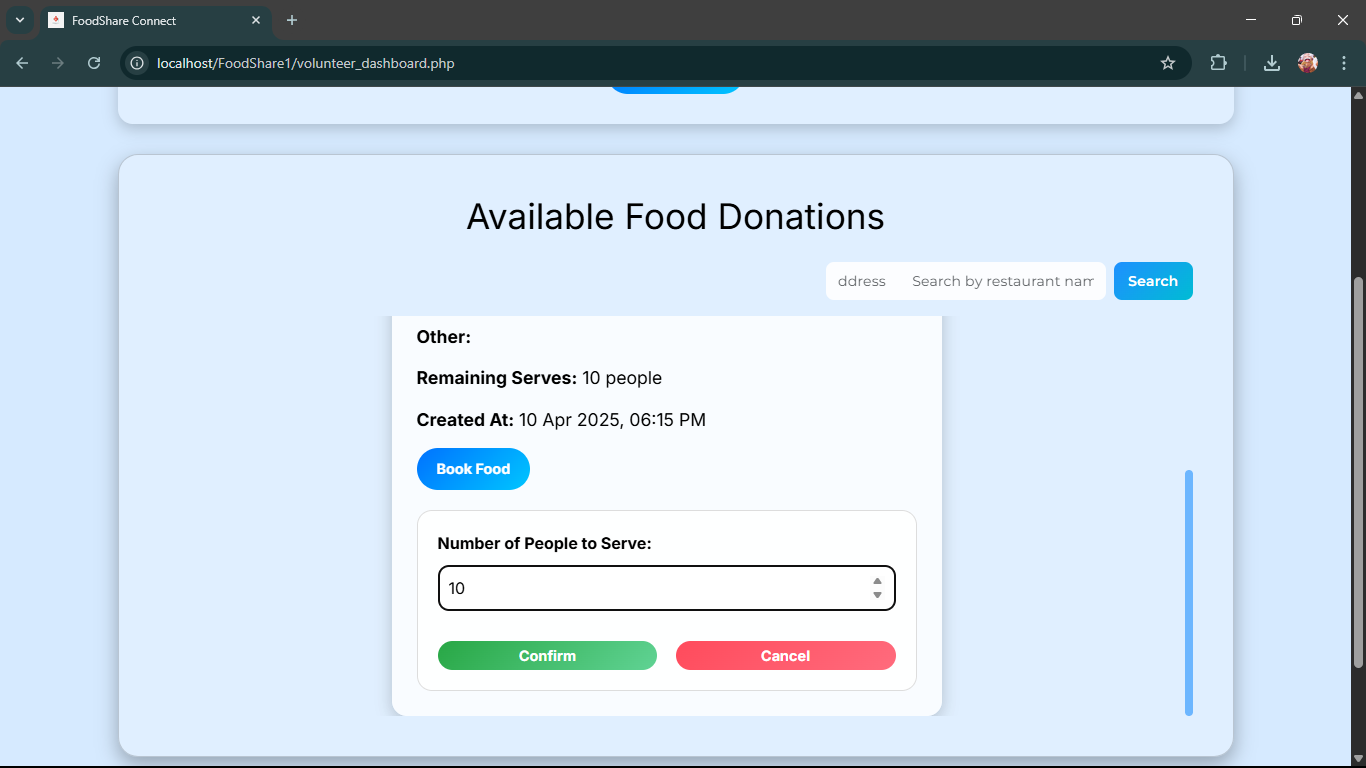 FoodShare Connect
localhost/FoodShare1/volunteer_dashboard.php
Available Food Donations
ddress Search by restaurant nam Search
Other:
Remaining Serves: 10 people
Created At: 10 Apr 2025, 06:15 PM
Book Food
Number of People to Serve:
10
Confirm Cancel